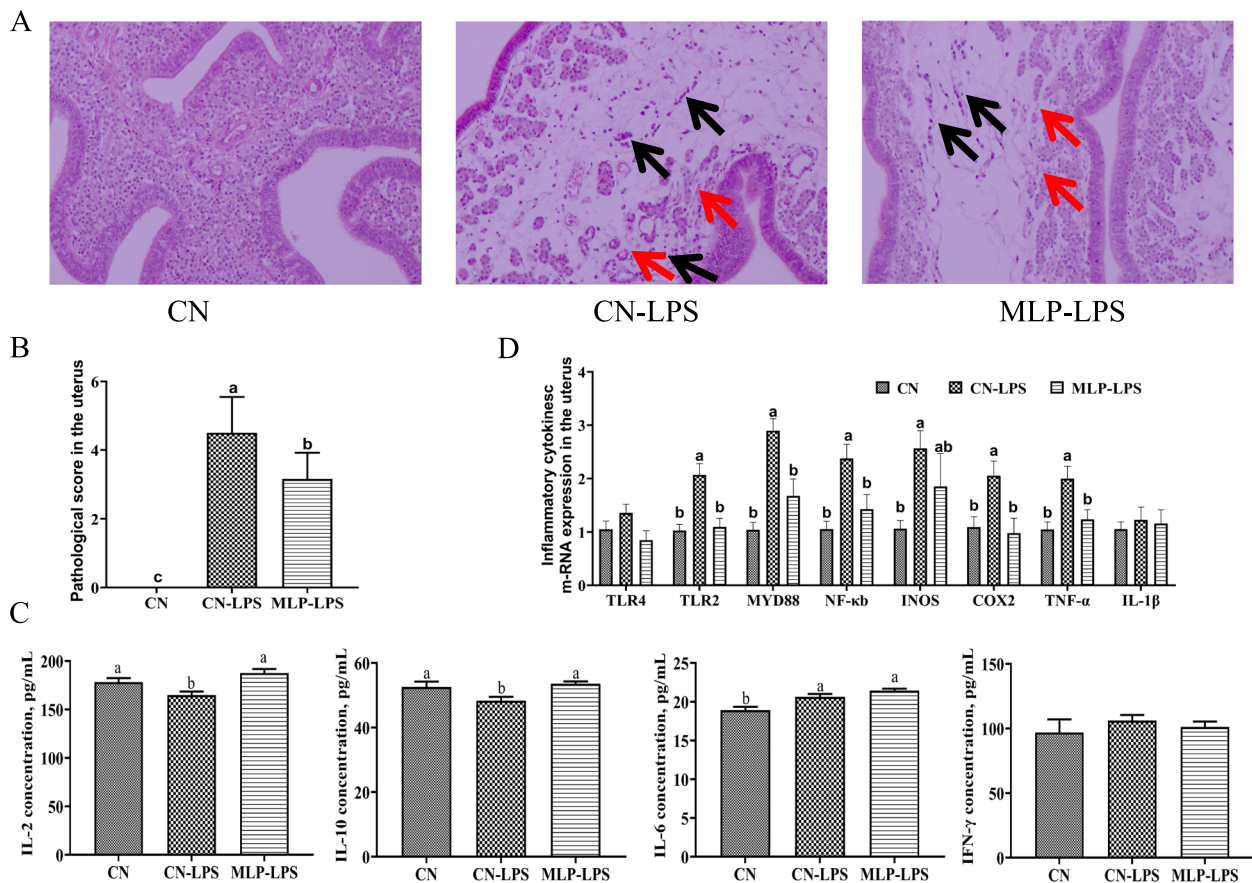 A
CN
CN-LPS
MLP-LPS
B
Pathological score in the uterus
6
4
2
0
a
b
c
CN
CN-LPS
MLP-LPS
D
Inflammatory cytokinesc
m-RNA expression in the uterus
4
3
2
1
0
CN
CN-LPS
MLP-LPS
b a b
a b
b
b a b
b a ab
b a b
b a b
TLR4 TLR2 MYD88 NF-κb INOS COX2 TNF-α IL-1β
C
IL-2 concentration, pg/mL
200
150
100
50
0
a b a
CN CN-LPS MLP-LPS
IL-10 concentration, pg/mL
60
40
20
0
a b a
CN CN-LPS MLP-LPS
IL-6 concentration, pg/mL
25
20
15
10
5
0
b a a
CN CN-LPS MLP-LPS
IFN-γ concentration, pg/mL
150
100
50
0
CN CN-LPS MLP-LPS